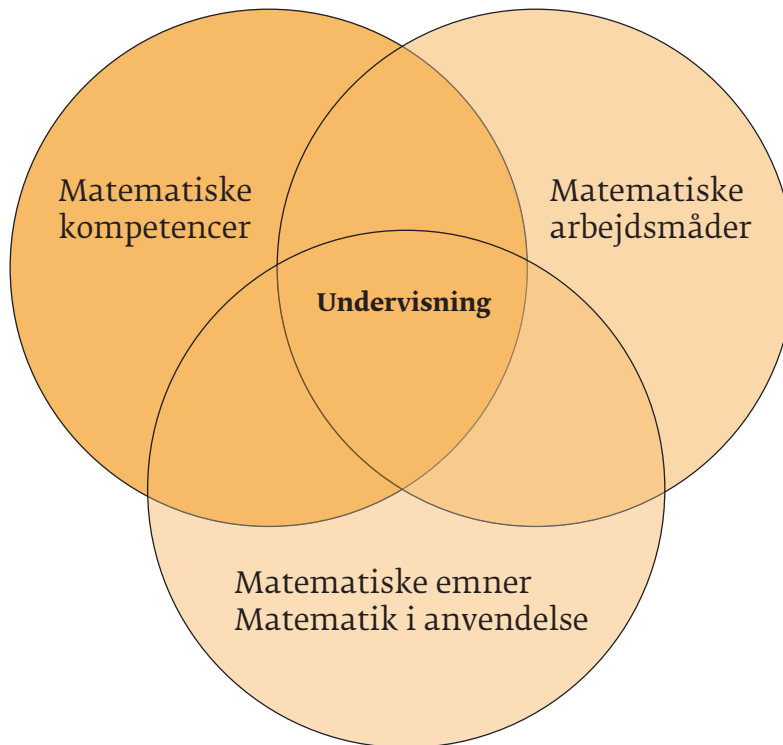 Matematiske
kompetencer
Matematiske
arbejdsmåder
Undervisning
Matematiske emner
Matematik i anvendelse